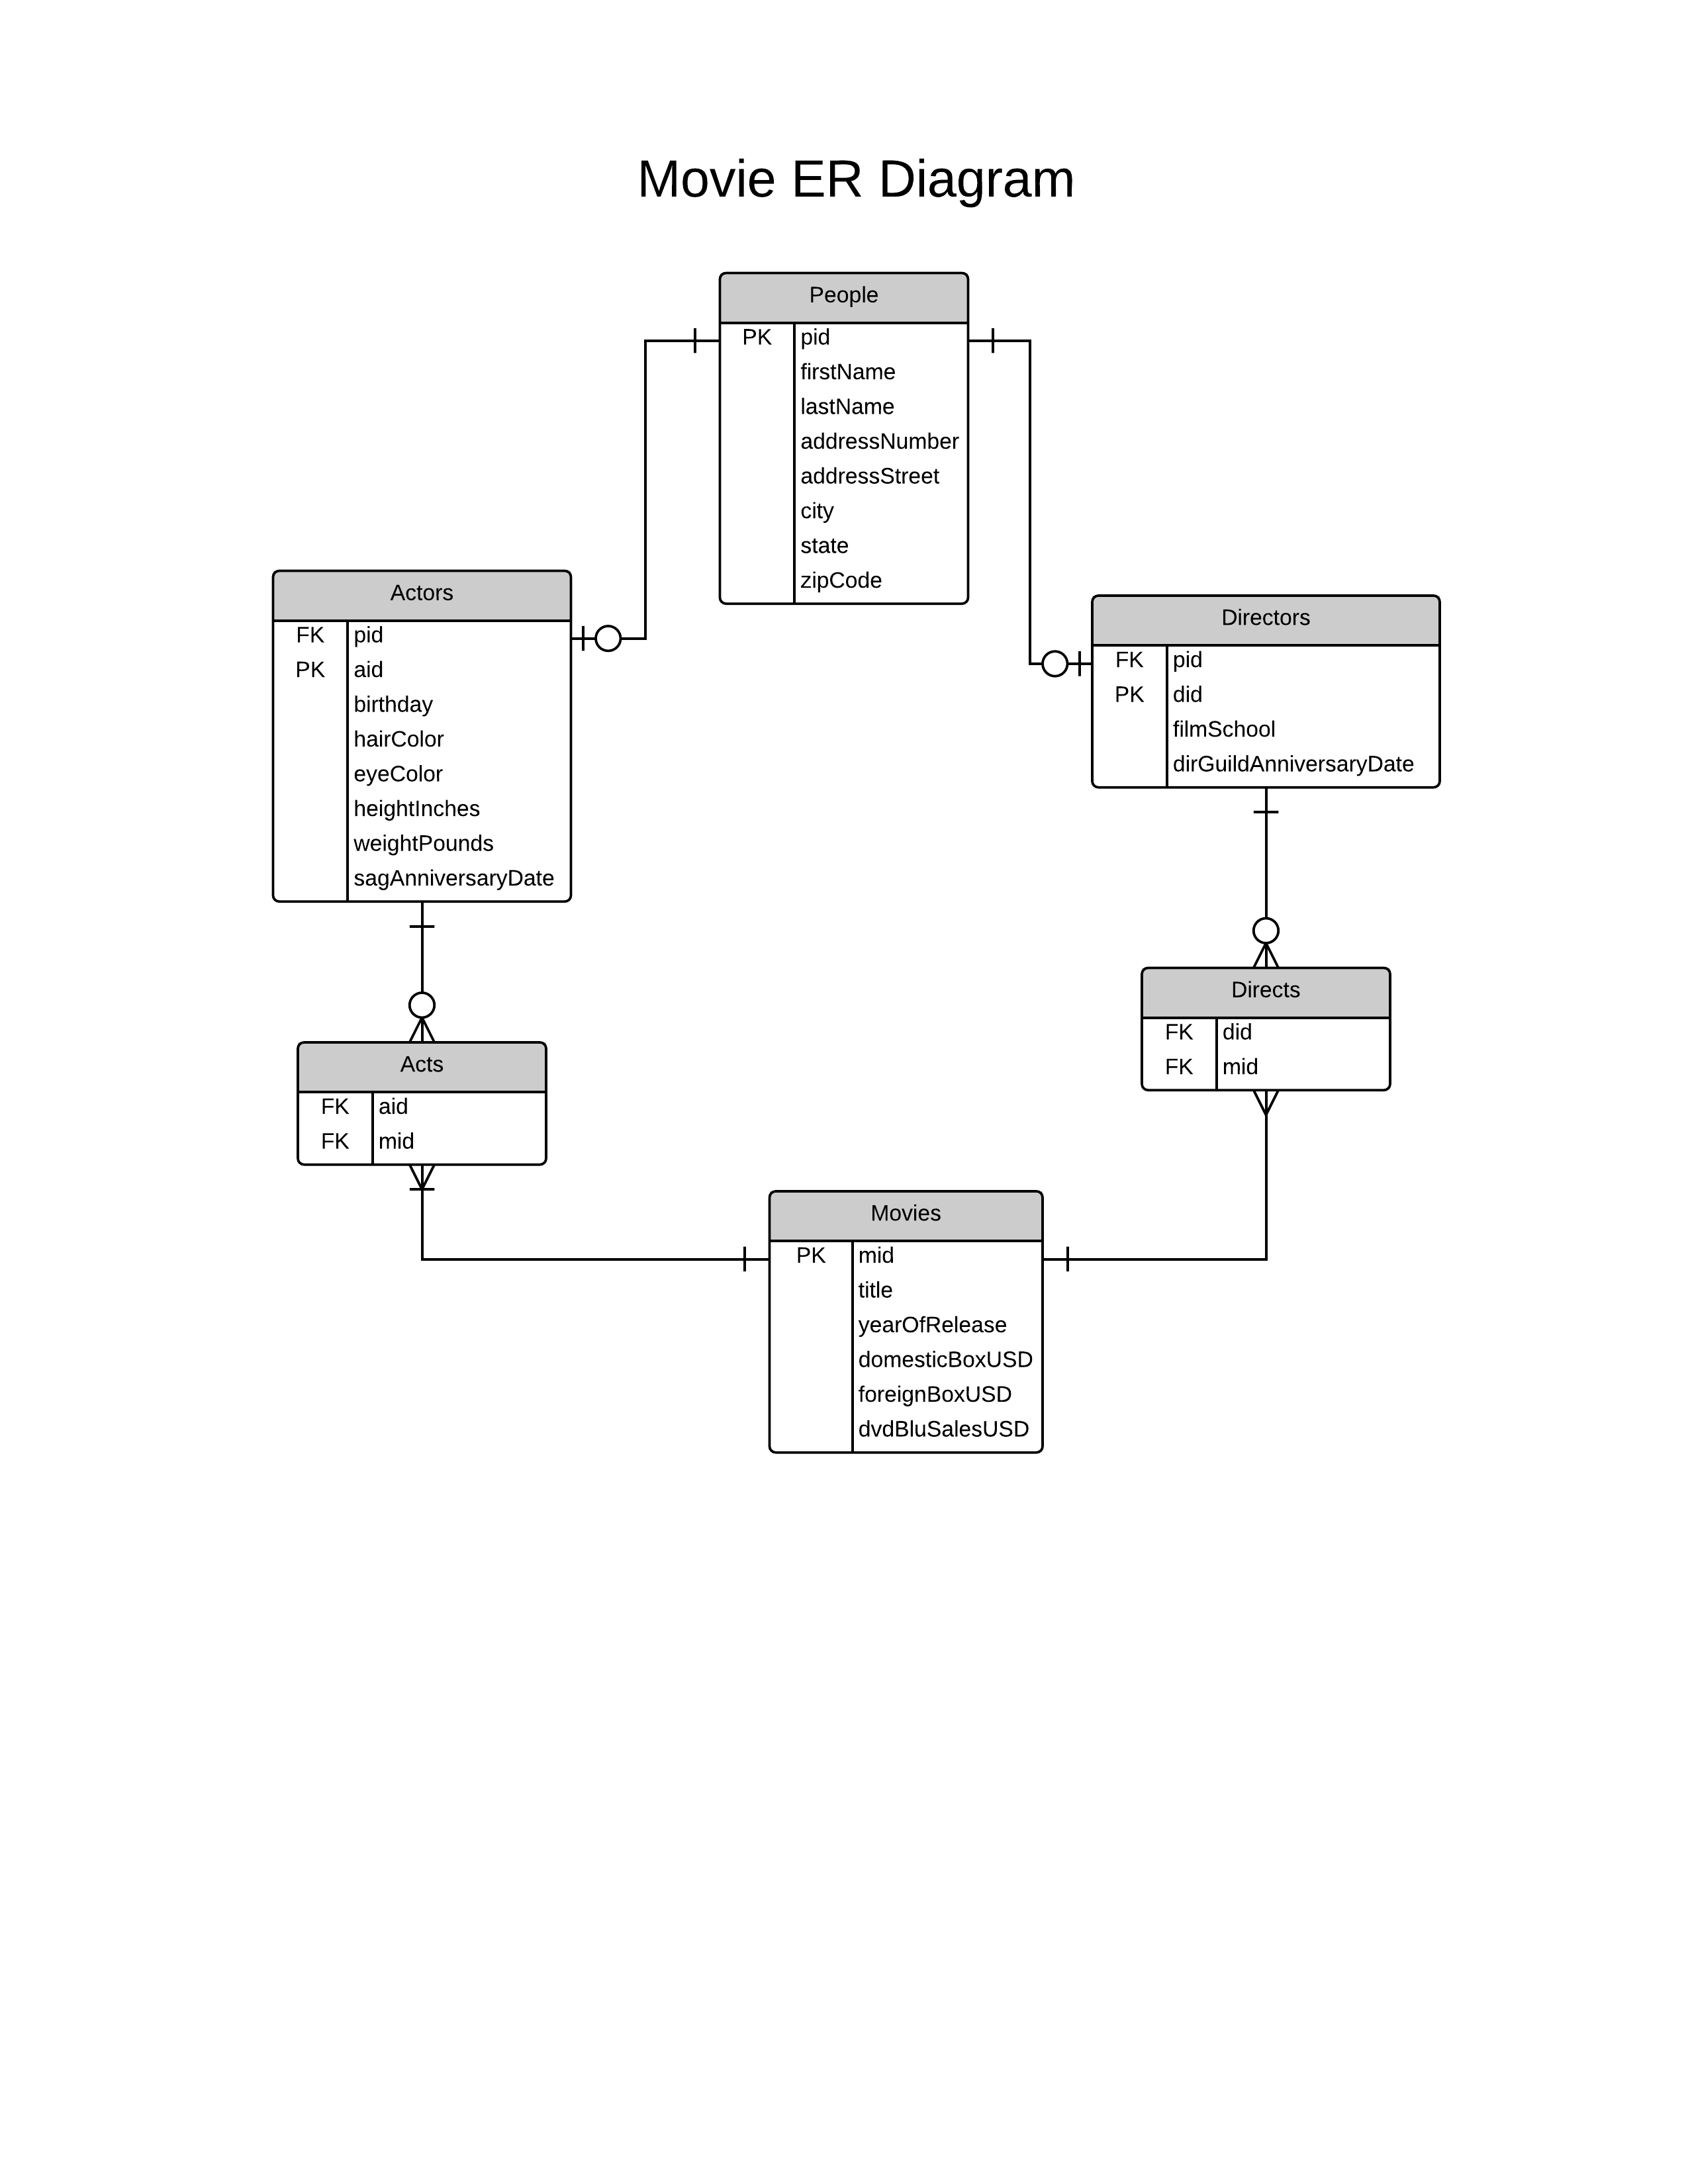 Movie ER Diagram
People
PK pid
firstName
lastName
addressNumber
addressStreet
city
state
zipCode
Actors
FK pid
PK aid
birthday
hairColor
eyeColor
heightInches
weightPounds
sagAnniversaryDate
Directors
FK pid
PK did
filmSchool
dirGuildAnniversaryDate
Directs
FK did
FK mid
Acts
FK aid
FK mid
Movies
PK mid
title
yearOfRelease
domesticBoxUSD
foreignBoxUSD
dvdBluSalesUSD